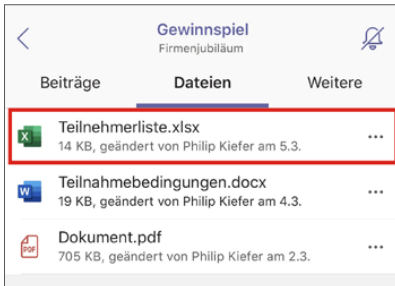 Gewinnspiel
Firmenjubiläum
Beiträge Dateien Weitere
Teilnehmerliste.xlsx
14 KB, geändert von Philip Kiefer am 5.3.
Teilnahmebedingungen.docx
19 KB, geändert von Philip Kiefer am 4.3.
Dokument.pdf
705 KB, geändert von Philip Kiefer am 2.3.
X
W
PDF